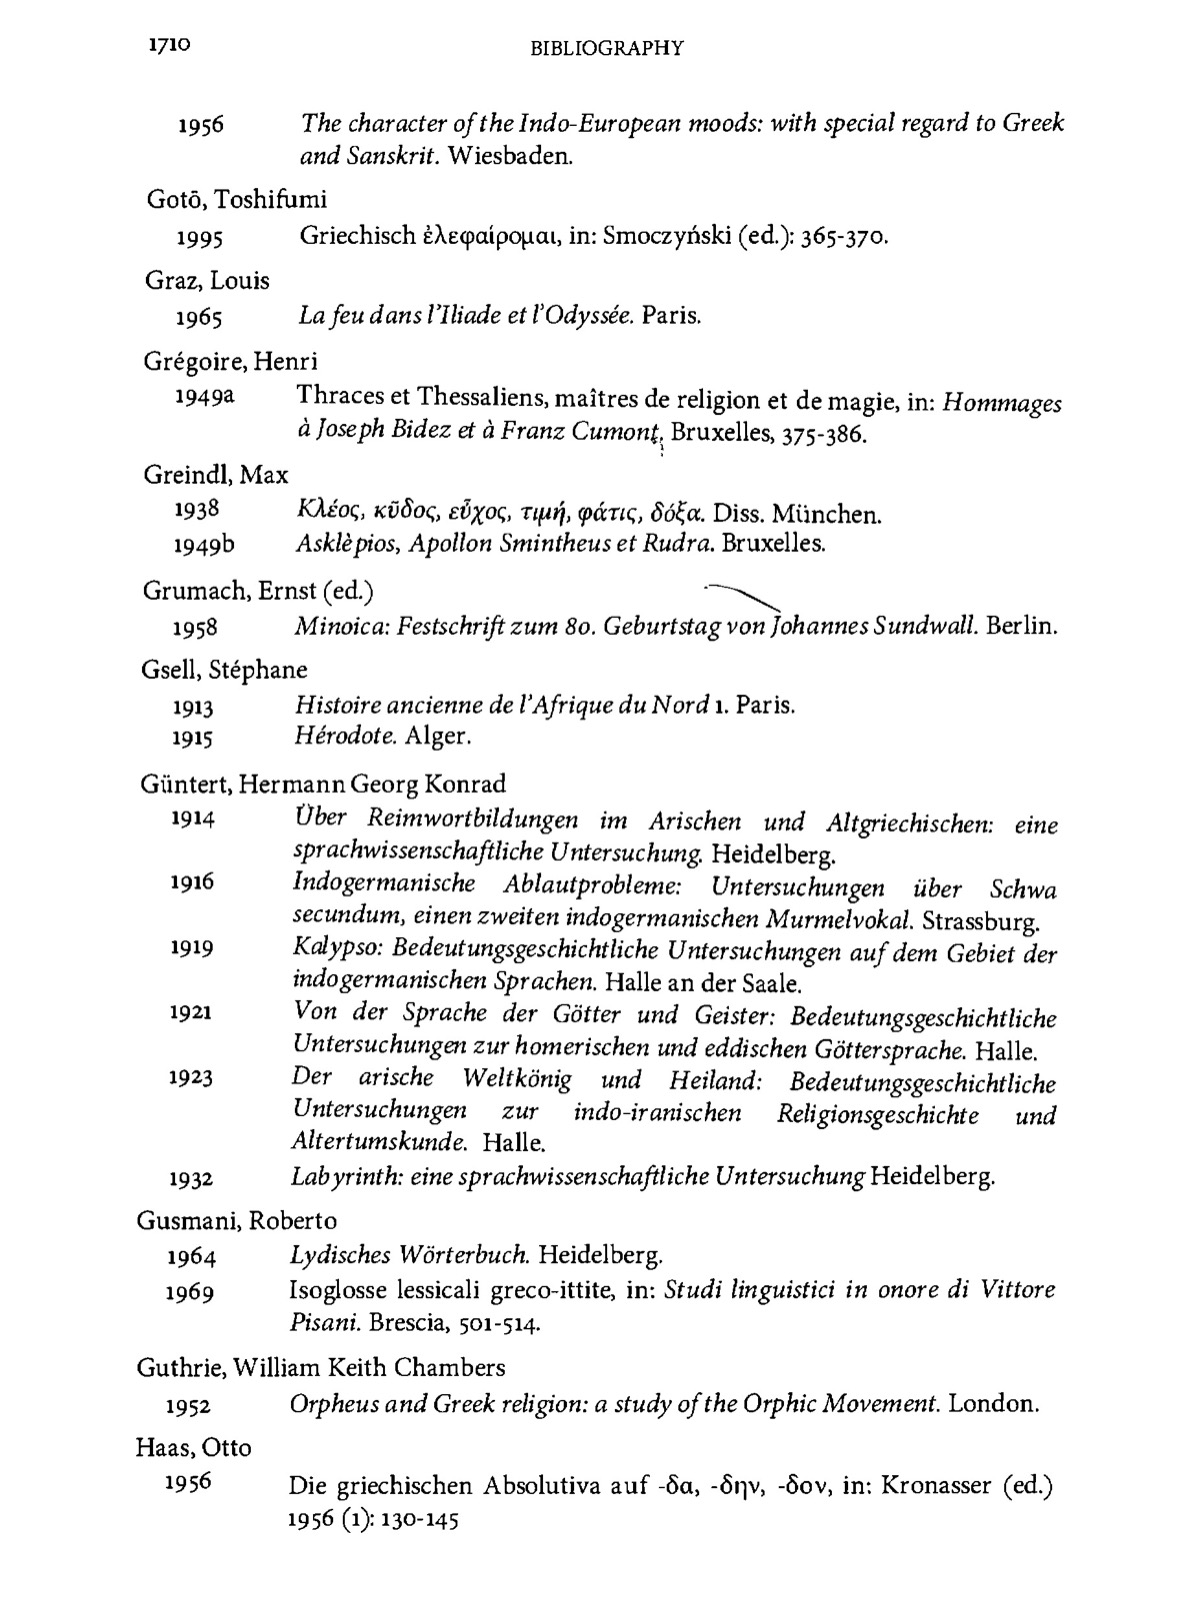 1710 BIBLIOGRAPHY
1956 The character of the Indo-European moods: with special regard to Greek
and Sanskrit. Wiesbaden.
Gotō, Toshifumi
1995 Griechisch ἐλεφαίρομαι, in: Smoczyński (ed.): 365-370.
Graz, Louis
1965 La feu dans l'Iliade et l'Odyssée. Paris.
Grégoire, Henri
1949a Thraces et Thessaliens, maîtres de religion et de magie, in: Hommages
à Joseph Bidez et à Franz Cumont, Bruxelles, 375-386.
Greindl, Max
1938 Κλέος, κῦδος, εὖχος, τιμή, φάτις, δόξα. Diss. München.
1949b Asklèpios, Apollon Smintheus et Rudra. Bruxelles.
Grumach, Ernst (ed.)
1958 Minoica: Festschrift zum 80. Geburtstag von Johannes Sundwall. Berlin.
Gsell, Stéphane
1913 Histoire ancienne de l'Afrique du Nord 1. Paris.
1915 Hérodote. Alger.
Güntert, Hermann Georg Konrad
1914 Über Reimwortbildungen im Arischen und Altgriechischen: eine
sprachwissenschaftliche Untersuchung. Heidelberg.
1916 Indogermanische Ablautprobleme: Untersuchungen über Schwa
secundum, einen zweiten indogermanischen Murmelvokal. Strassburg.
1919 Kalypso: Bedeutungsgeschichtliche Untersuchungen auf dem Gebiet der
indogermanischen Sprachen. Halle an der Saale.
1921 Von der Sprache der Götter und Geister: Bedeutungsgeschichtliche
Untersuchungen zur homerischen und eddischen Göttersprache. Halle.
1923 Der arische Weltkönig und Heiland: Bedeutungsgeschichtliche
Untersuchungen zur indo-iranischen Religionsgeschichte und
Altertumskunde. Halle.
1932 Labyrinth: eine sprachwissenschaftliche Untersuchung Heidelberg.
Gusmani, Roberto
1964 Lydisches Wörterbuch. Heidelberg.
1969 Isoglosse lessicali greco-ittite, in: Studi linguistici in onore di Vittore
Pisani. Brescia, 501-514.
Guthrie, William Keith Chambers
1952 Orpheus and Greek religion: a study of the Orphic Movement. London.
Haas, Otto
1956 Die griechischen Absolutiva auf -δα, -δην, -δον, in: Kronasser (ed.)
1956 (1): 130-145